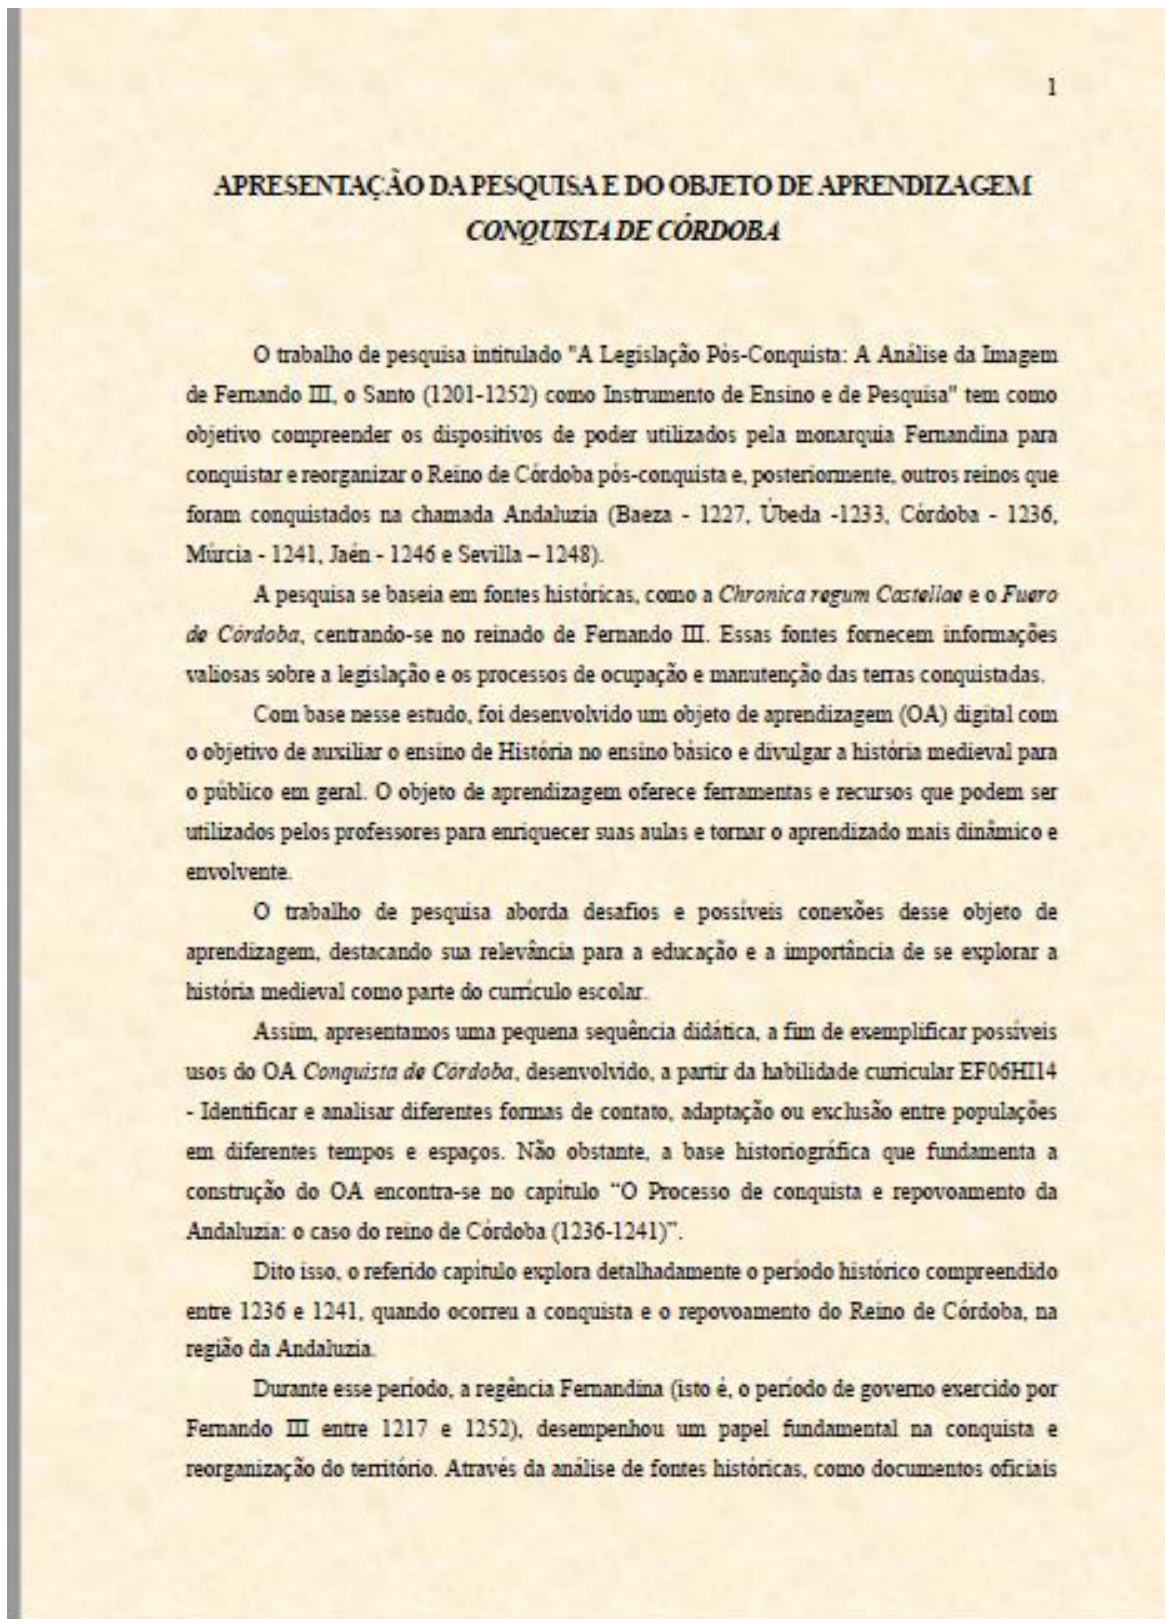 1
APRESENTAÇÃO DA PESQUISA E DO OBJETO DE APRENDIZAGEM
CONQUISTA DE CÓRDOBA
O trabalho de pesquisa intitulado "A Legislação Pós-Conquista: A Análise da Imagem
de Fernando III, o Santo (1201-1252) como Instrumento de Ensino e de Pesquisa" tem como
objetivo compreender os dispositivos de poder utilizados pela monarquia Fernandina para
conquistar e reorganizar o Reino de Córdoba pós-conquista e, posteriormente, outros reinos que
foram conquistados na chamada Andaluzia (Baeza - 1227, Úbeda -1233, Córdoba - 1236,
Múrcia - 1241, Jaén - 1246 e Sevilla – 1248).
A pesquisa se baseia em fontes históricas, como a Chronica regum Castellae e o Fuero
de Córdoba, centrando-se no reinado de Fernando III. Essas fontes fornecem informações
valiosas sobre a legislação e os processos de ocupação e manutenção das terras conquistadas.
Com base nesse estudo, foi desenvolvido um objeto de aprendizagem (OA) digital com
o objetivo de auxiliar o ensino de História no ensino básico e divulgar a história medieval para
o público em geral. O objeto de aprendizagem oferece ferramentas e recursos que podem ser
utilizados pelos professores para enriquecer suas aulas e tornar o aprendizado mais dinâmico e
envolvente.
O trabalho de pesquisa aborda desafios e possíveis conexões desse objeto de
aprendizagem, destacando sua relevância para a educação e a importância de se explorar a
história medieval como parte do currículo escolar.
Assim, apresentamos uma pequena sequência didática, a fim de exemplificar possíveis
usos do OA Conquista de Córdoba, desenvolvido, a partir da habilidade curricular EF06HI14
- Identificar e analisar diferentes formas de contato, adaptação ou exclusão entre populações
em diferentes tempos e espaços. Não obstante, a base historiográfica que fundamenta a
construção do OA encontra-se no capítulo “O Processo de conquista e repovoamento da
Andaluzia: o caso do reino de Córdoba (1236-1241)”.
Dito isso, o referido capítulo explora detalhadamente o período histórico compreendido
entre 1236 e 1241, quando ocorreu a conquista e o repovoamento do Reino de Córdoba, na
região da Andaluzia.
Durante esse período, a regência Fernandina (isto é, o período de governo exercido por
Fernando III entre 1217 e 1252), desempenhou um papel fundamental na conquista e
reorganização do território. Através da análise de fontes históricas, como documentos oficiais